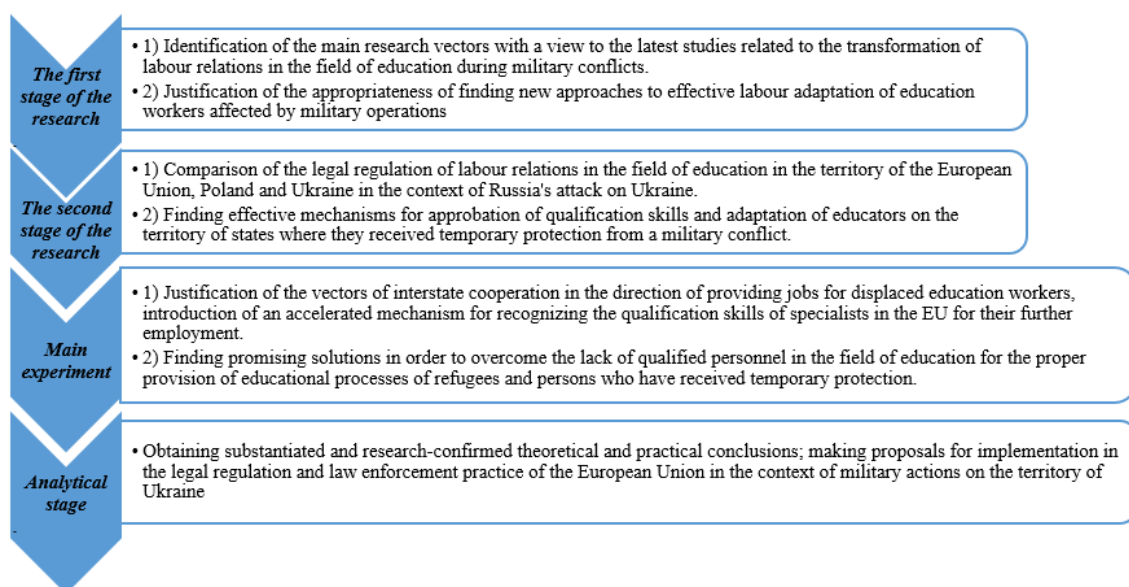 The first
stage of the
research
• 1) Identification of the main research vectors with a view to the latest studies related to the transformation of
labour relations in the field of education during military conflicts.
• 2) Justification of the appropriateness of finding new approaches to effective labour adaptation of education
workers affected by military operations
The second
stage of the
research
• 1) Comparison of the legal regulation of labour relations in the field of education in the territory of the European
Union, Poland and Ukraine in the context of Russia's attack on Ukraine.
• 2) Finding effective mechanisms for approbation of qualification skills and adaptation of educators on the
territory of states where they received temporary protection from a military conflict.
Main
experiment
• 1) Justification of the vectors of interstate cooperation in the direction of providing jobs for displaced education workers,
introduction of an accelerated mechanism for recognizing the qualification skills of specialists in the EU for their further
employment.
• 2) Finding promising solutions in order to overcome the lack of qualified personnel in the field of education for the proper
provision of educational processes of refugees and persons who have received temporary protection.
Analytical
stage
• Obtaining substantiated and research-confirmed theoretical and practical conclusions; making proposals for implementation in
the legal regulation and law enforcement practice of the European Union in the context of military actions on the territory of
Ukraine